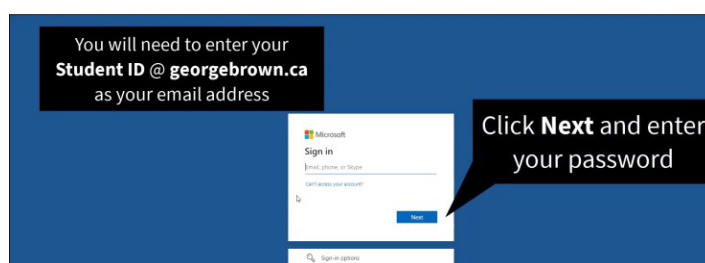 You will need to enter your
Student ID @ georgebrown.ca
as your email address
Microsoft
Sign in
Email, phone, or Skype
Can't access your account?
Next
Sign-in options
Click Next and enter
your password